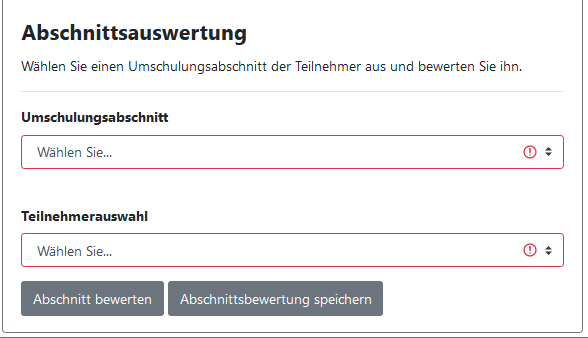 Abschnittsauswertung
Wählen Sie einen Umschulungsabschnitt der Teilnehmer aus und bewerten Sie ihn.
Umschulungsabschnitt
Wählen Sie...
Teilnehmerauswahl
Wählen Sie...
Abschnitt bewerten Abschnittsbewertung speichern